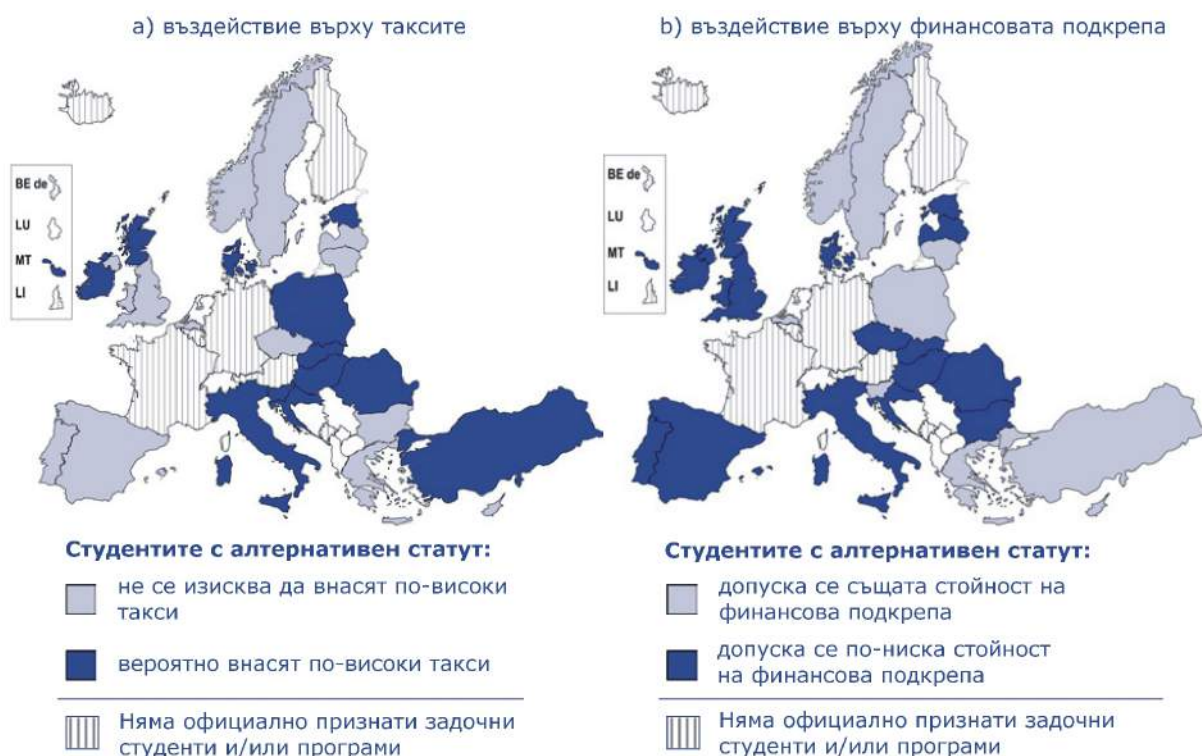 a) въздействие върху таксите
b) въздействие върху финансовата подкрепа
BE de
LU
MT
LI
BE de
LU
MT
LI
Студентите с алтернативен статут:
не се изисква да внасят по-високи
такси
вероятно внасят по-високи такси
Няма официално признати задочни
студенти и/или програми
Студентите с алтернативен статут:
допуска се същата стойност на
финансова подкрепа
допуска се по-ниска стойност
на финансова подкрепа
Няма официално признати задочни
студенти и/или програми